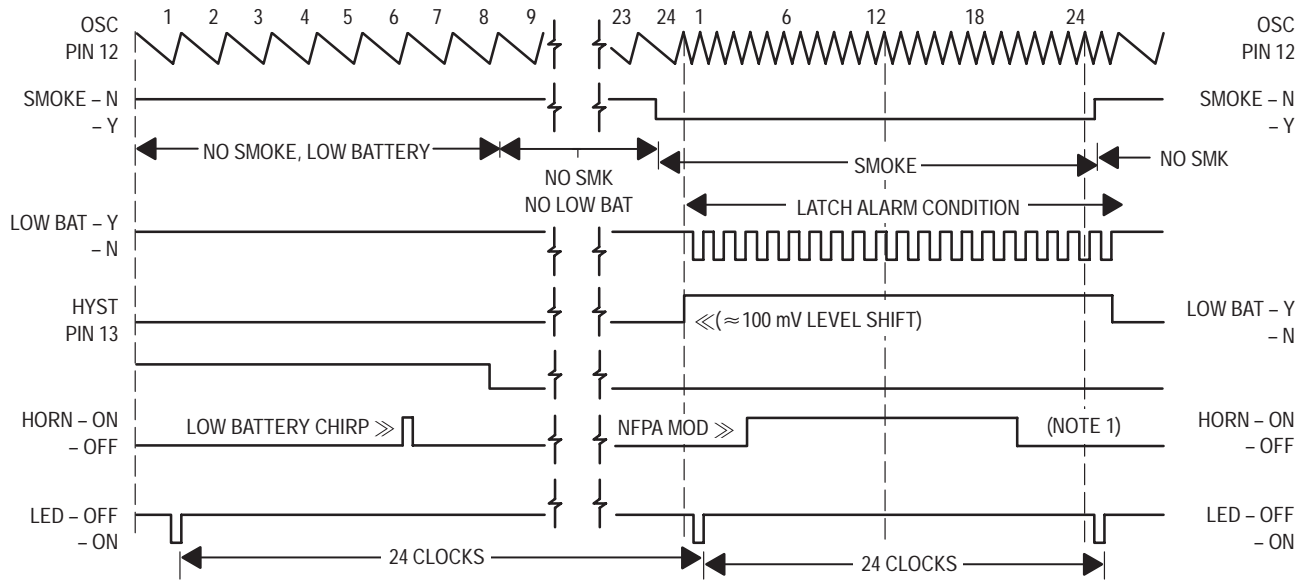 1 2 3 4 5 6 7 8 9 23 24 1 6 12 18 24
OSC
PIN 12
OSC
PIN 12
SMOKE – N
– Y
SMOKE – N
– Y
NO SMOKE, LOW BATTERY
NO SMK
NO LOW BAT
SMOKE
NO SMK
LATCH ALARM CONDITION
LOW BAT – Y
– N
HYST
PIN 13
≪(≈100 mV LEVEL SHIFT)
LOW BAT – Y
– N
HORN – ON
– OFF
LOW BATTERY CHIRP ≫
NFPA MOD ≫
(NOTE 1)
HORN – ON
– OFF
LED – OFF
– ON
LED – OFF
– ON
24 CLOCKS
24 CLOCKS